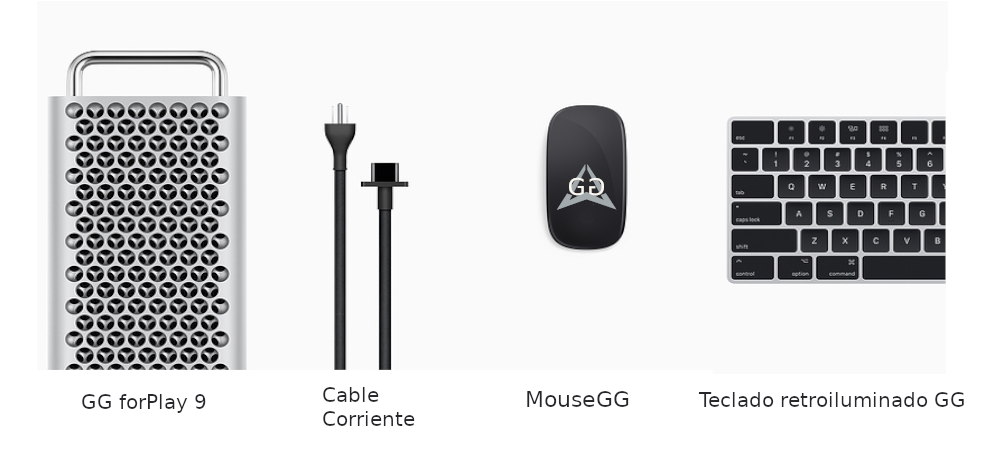 GG
esc
F1 F2 F3 F4 F5
~ ! @ # $ % ^
` 1 2 3 4 5 6
tab Q W E R T
caps lock A S D F G
shift Z X C V B
control option command
GG forPlay 9
Cable
Corriente
MouseGG
Teclado retroiluminado GG